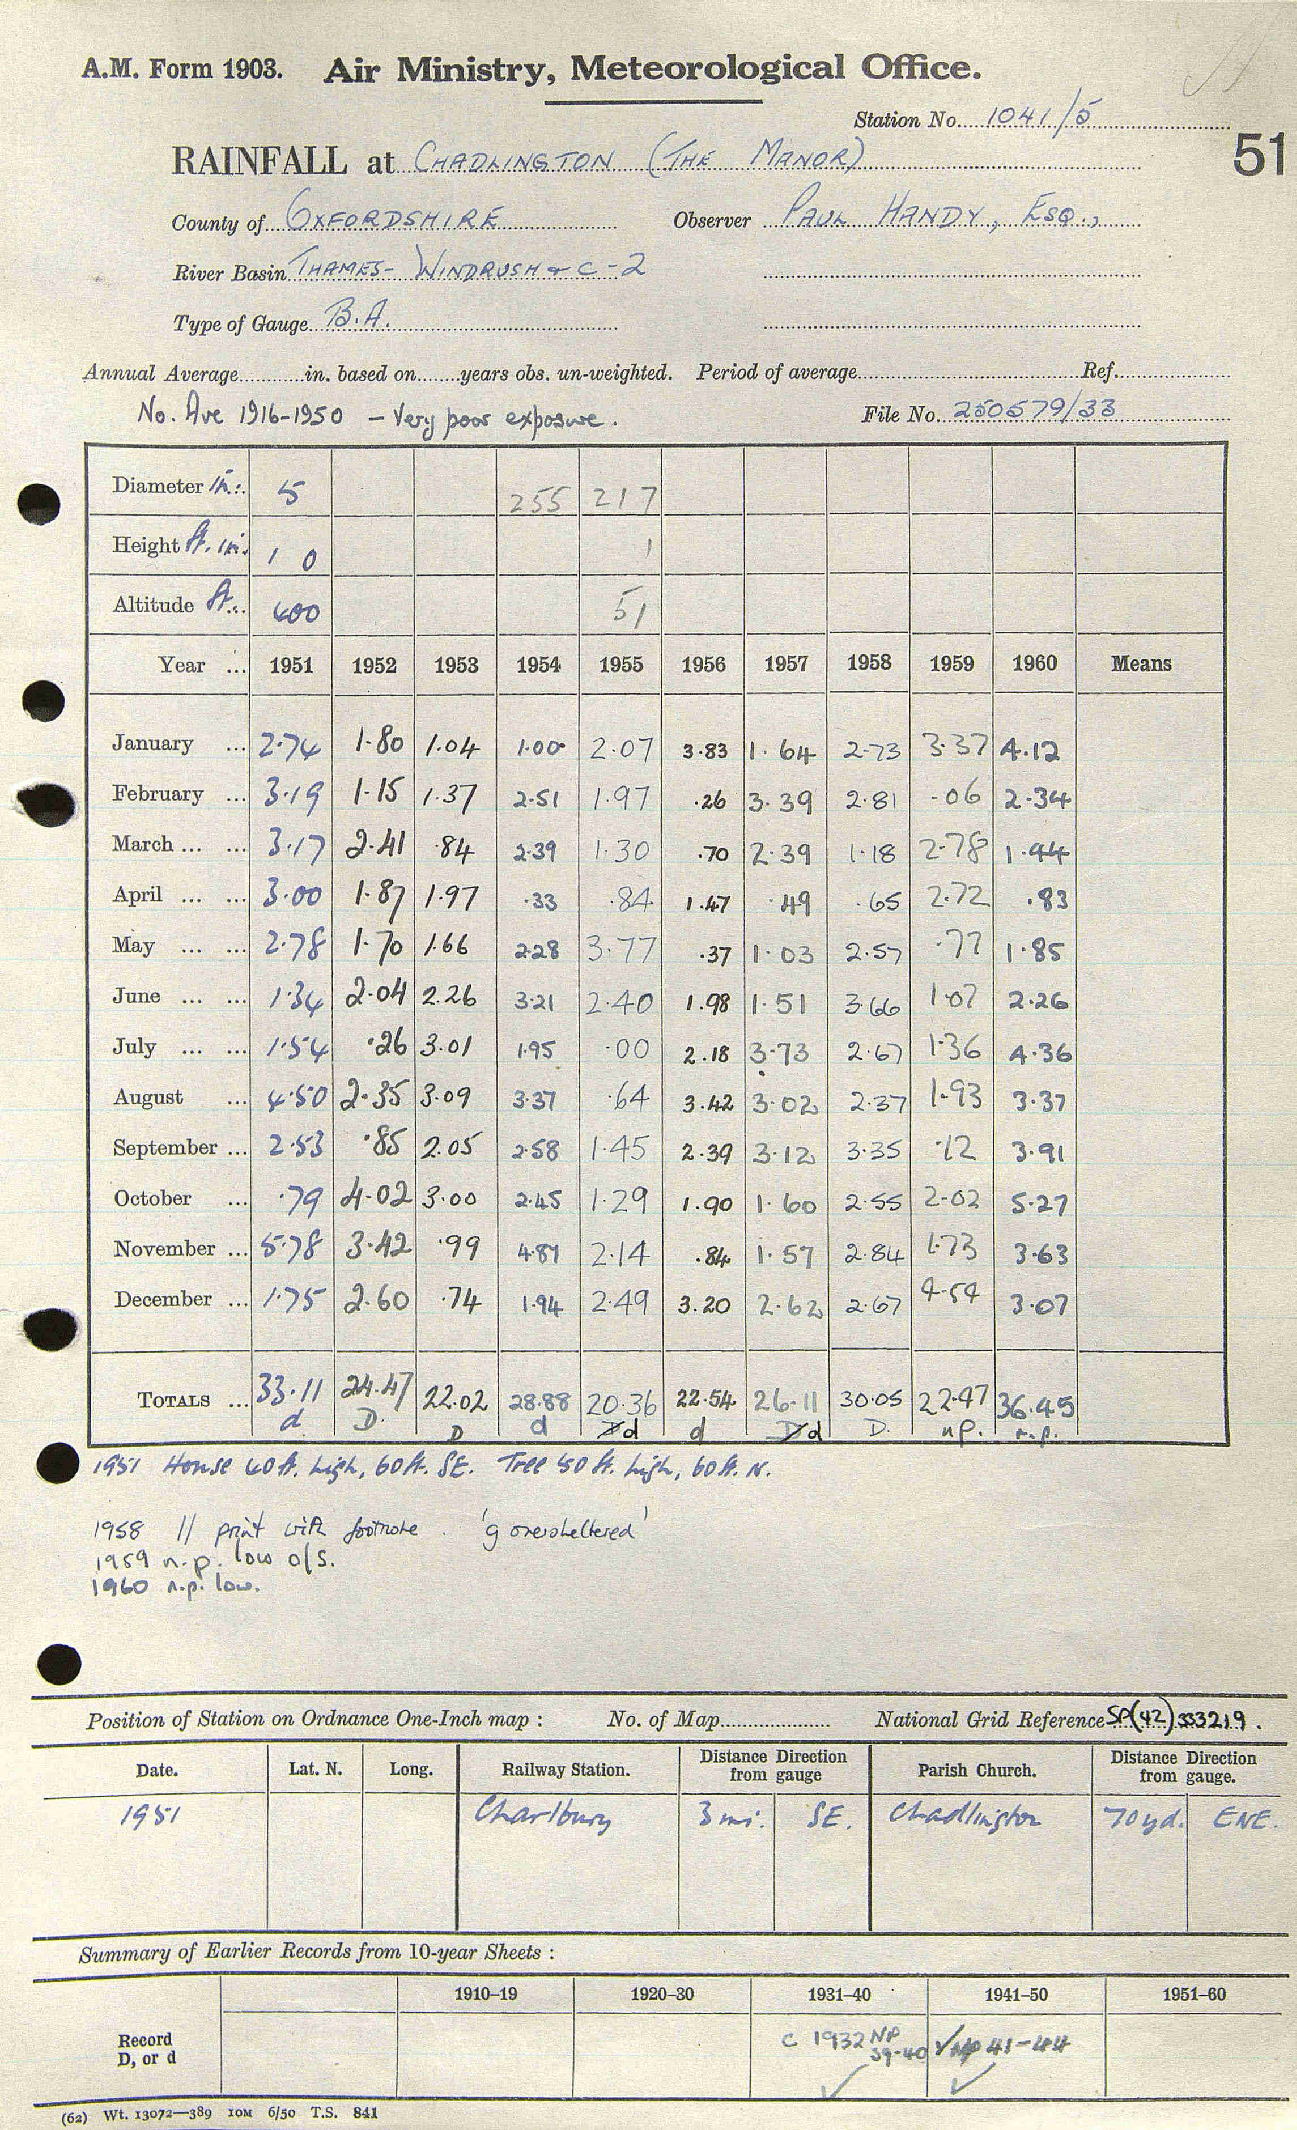 A.M. Form 1903. Air Ministry, Meteorological Office.
Station No. 1041/5
RAINFALL at CHADLINGTON (THE MANOR)
51
County of OXFORDSHIRE Observer PAUL HANDY, ESQ.,
River Basin THAMES- WINDRUSH & C-2
Type of Gauge B.A.
Annual Average in. based on years obs. un-weighted. Period of average Ref.
No. Ave 1916-1950 - Very poor exposure. File No. 250579/33
Diameter in. 5 255 217
Height ft. in. 1 0 1
Altitude ft. 400 51
Year ... 1951 1952 1953 1954 1955 1956 1957 1958 1959 1960 Means
January ... 2.74 1.80 1.04 1.00 2.07 3.83 1.64 2.73 3.37 4.12
February ... 3.19 1.15 1.37 2.51 1.97 .26 3.39 2.81 .06 2.34
March ... ... 3.17 2.41 .84 2.39 1.30 .70 2.39 1.18 2.78 1.44
April ... ... 3.00 1.87 1.97 .33 .84 1.47 .49 .65 2.72 .83
May ... ... 2.78 1.70 1.66 2.28 3.77 .37 1.03 2.57 .77 1.85
June ... ... 1.34 2.04 2.26 3.21 2.40 1.98 1.51 3.66 1.07 2.26
July ... ... 1.54 .26 3.01 1.95 .00 2.18 3.73 2.67 1.36 4.36
August ... 4.50 2.35 3.09 3.37 .64 3.42 3.02 2.37 1.93 3.37
September ... 2.53 .85 2.05 2.58 1.45 2.39 3.12 3.35 .12 3.91
October ... .79 4.02 3.00 2.45 1.29 1.90 1.60 2.55 2.02 5.27
November ... 5.78 3.42 .99 4.87 2.14 .84 1.57 2.84 1.73 3.63
December ... 1.75 2.60 .74 1.94 2.49 3.20 2.62 2.67 4.54 3.07
TOTALS ... 33.11 24.47 22.02 28.88 20.36 22.54 26.11 30.05 22.47 36.45
d D. D d D d d D d D. n.p. n.p.
1951 House 40ft. high, 60ft. SE. Tree 50ft. high, 60ft. N.
1958 // print with footnote. 'g oversheltered'
1959 n.p. low o/s.
1960 n.p. low.
Position of Station on Ordnance One-Inch map : No. of Map National Grid Reference SP(42)333219.
Date. Lat. N. Long. Railway Station. Distance from Direction gauge Parish Church. Distance from Direction gauge.
1951 Charlbury 3mi. SE. Chadlington 70yd. ENE.
Summary of Earlier Records from 10-year Sheets :
1910–19 1920–30 1931–40 1941–50 1951–60
Record D, or d C 1932 NP 39-40 ✓ NP 41-44
(62) Wt. 13072—389 10M 6/50 T.S. 841